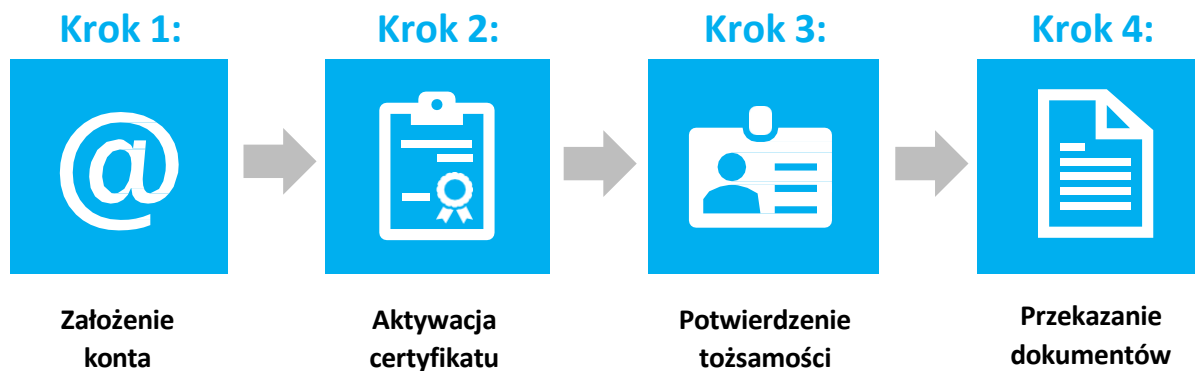 Krok 1:
Krok 2:
Krok 3:
Krok 4:
@
Założenie
konta
Aktywacja
certyfikatu
Potwierdzenie
tożsamości
Przekazanie
dokumentów